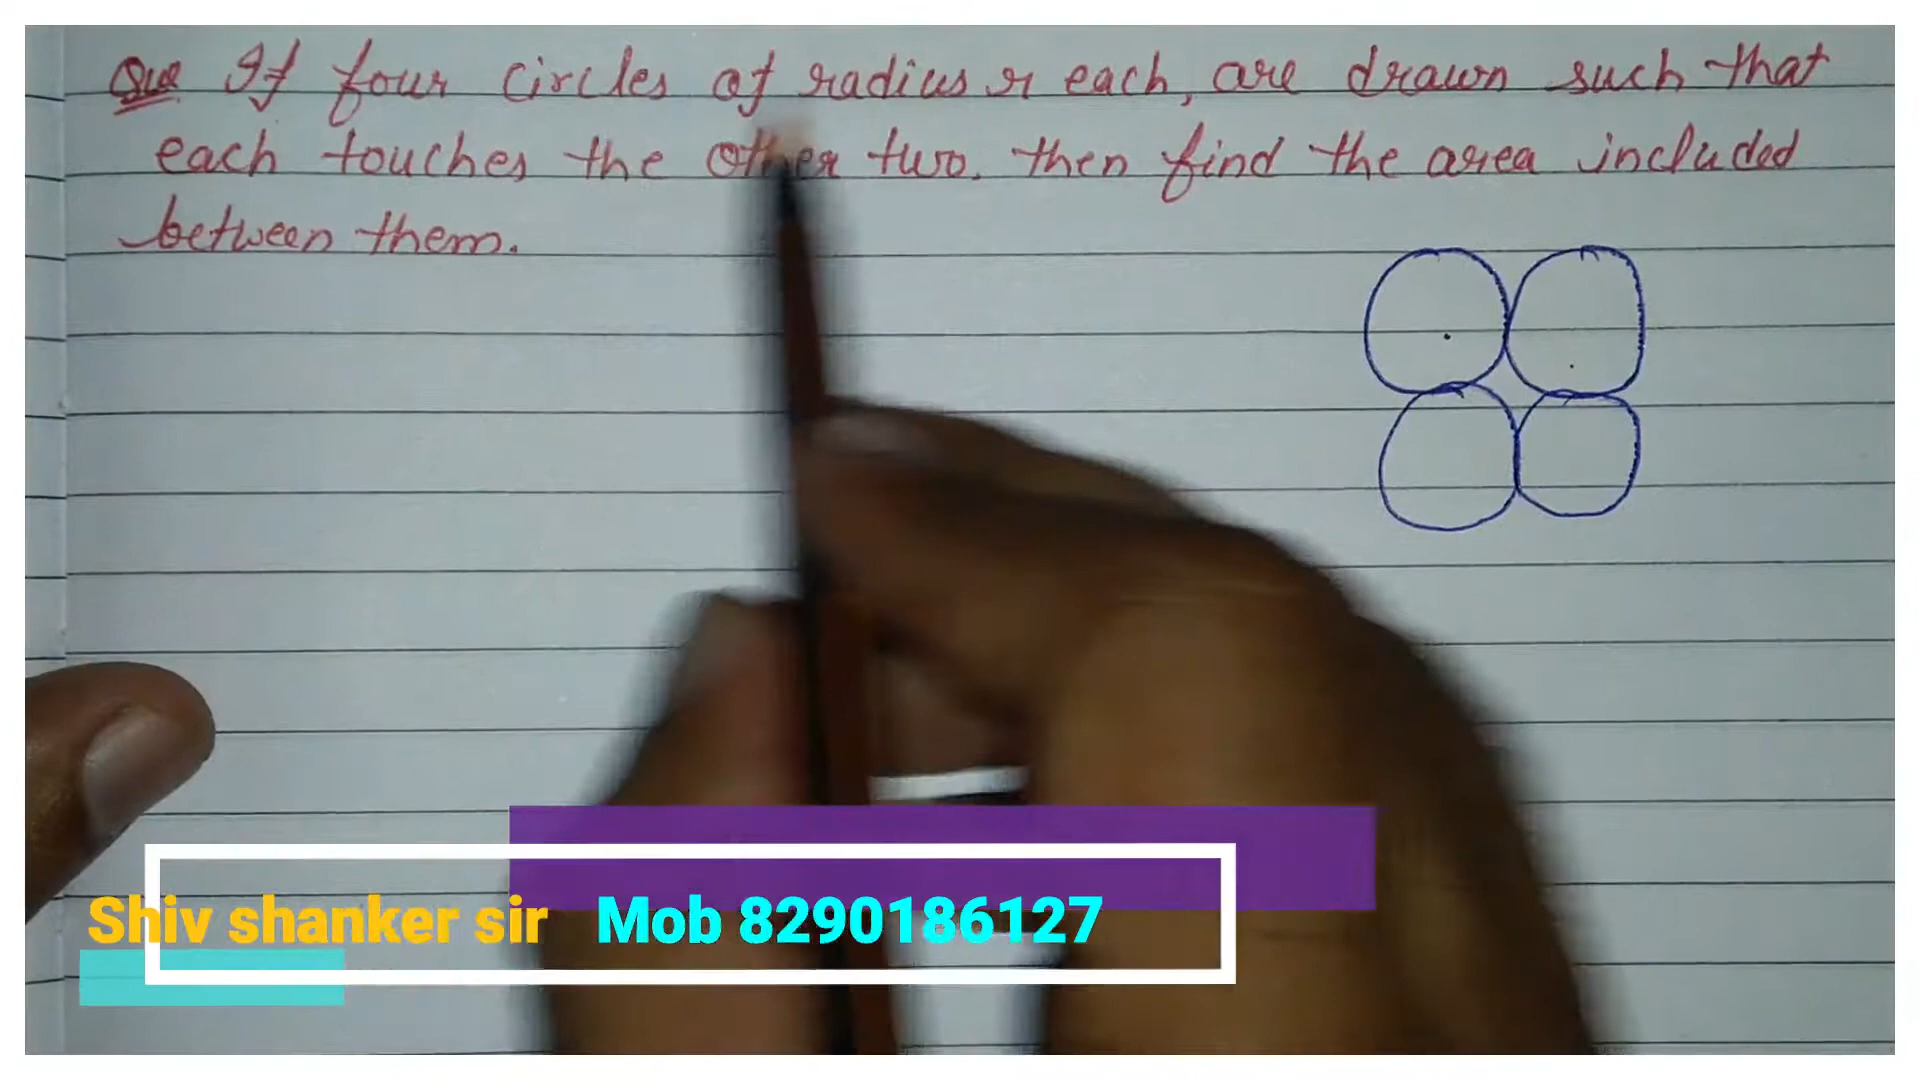 Que If four circles of radius r each, are drawn such that
each touches the other two. then find the area included
between them.
Shiv shanker sir Mob 8290186127